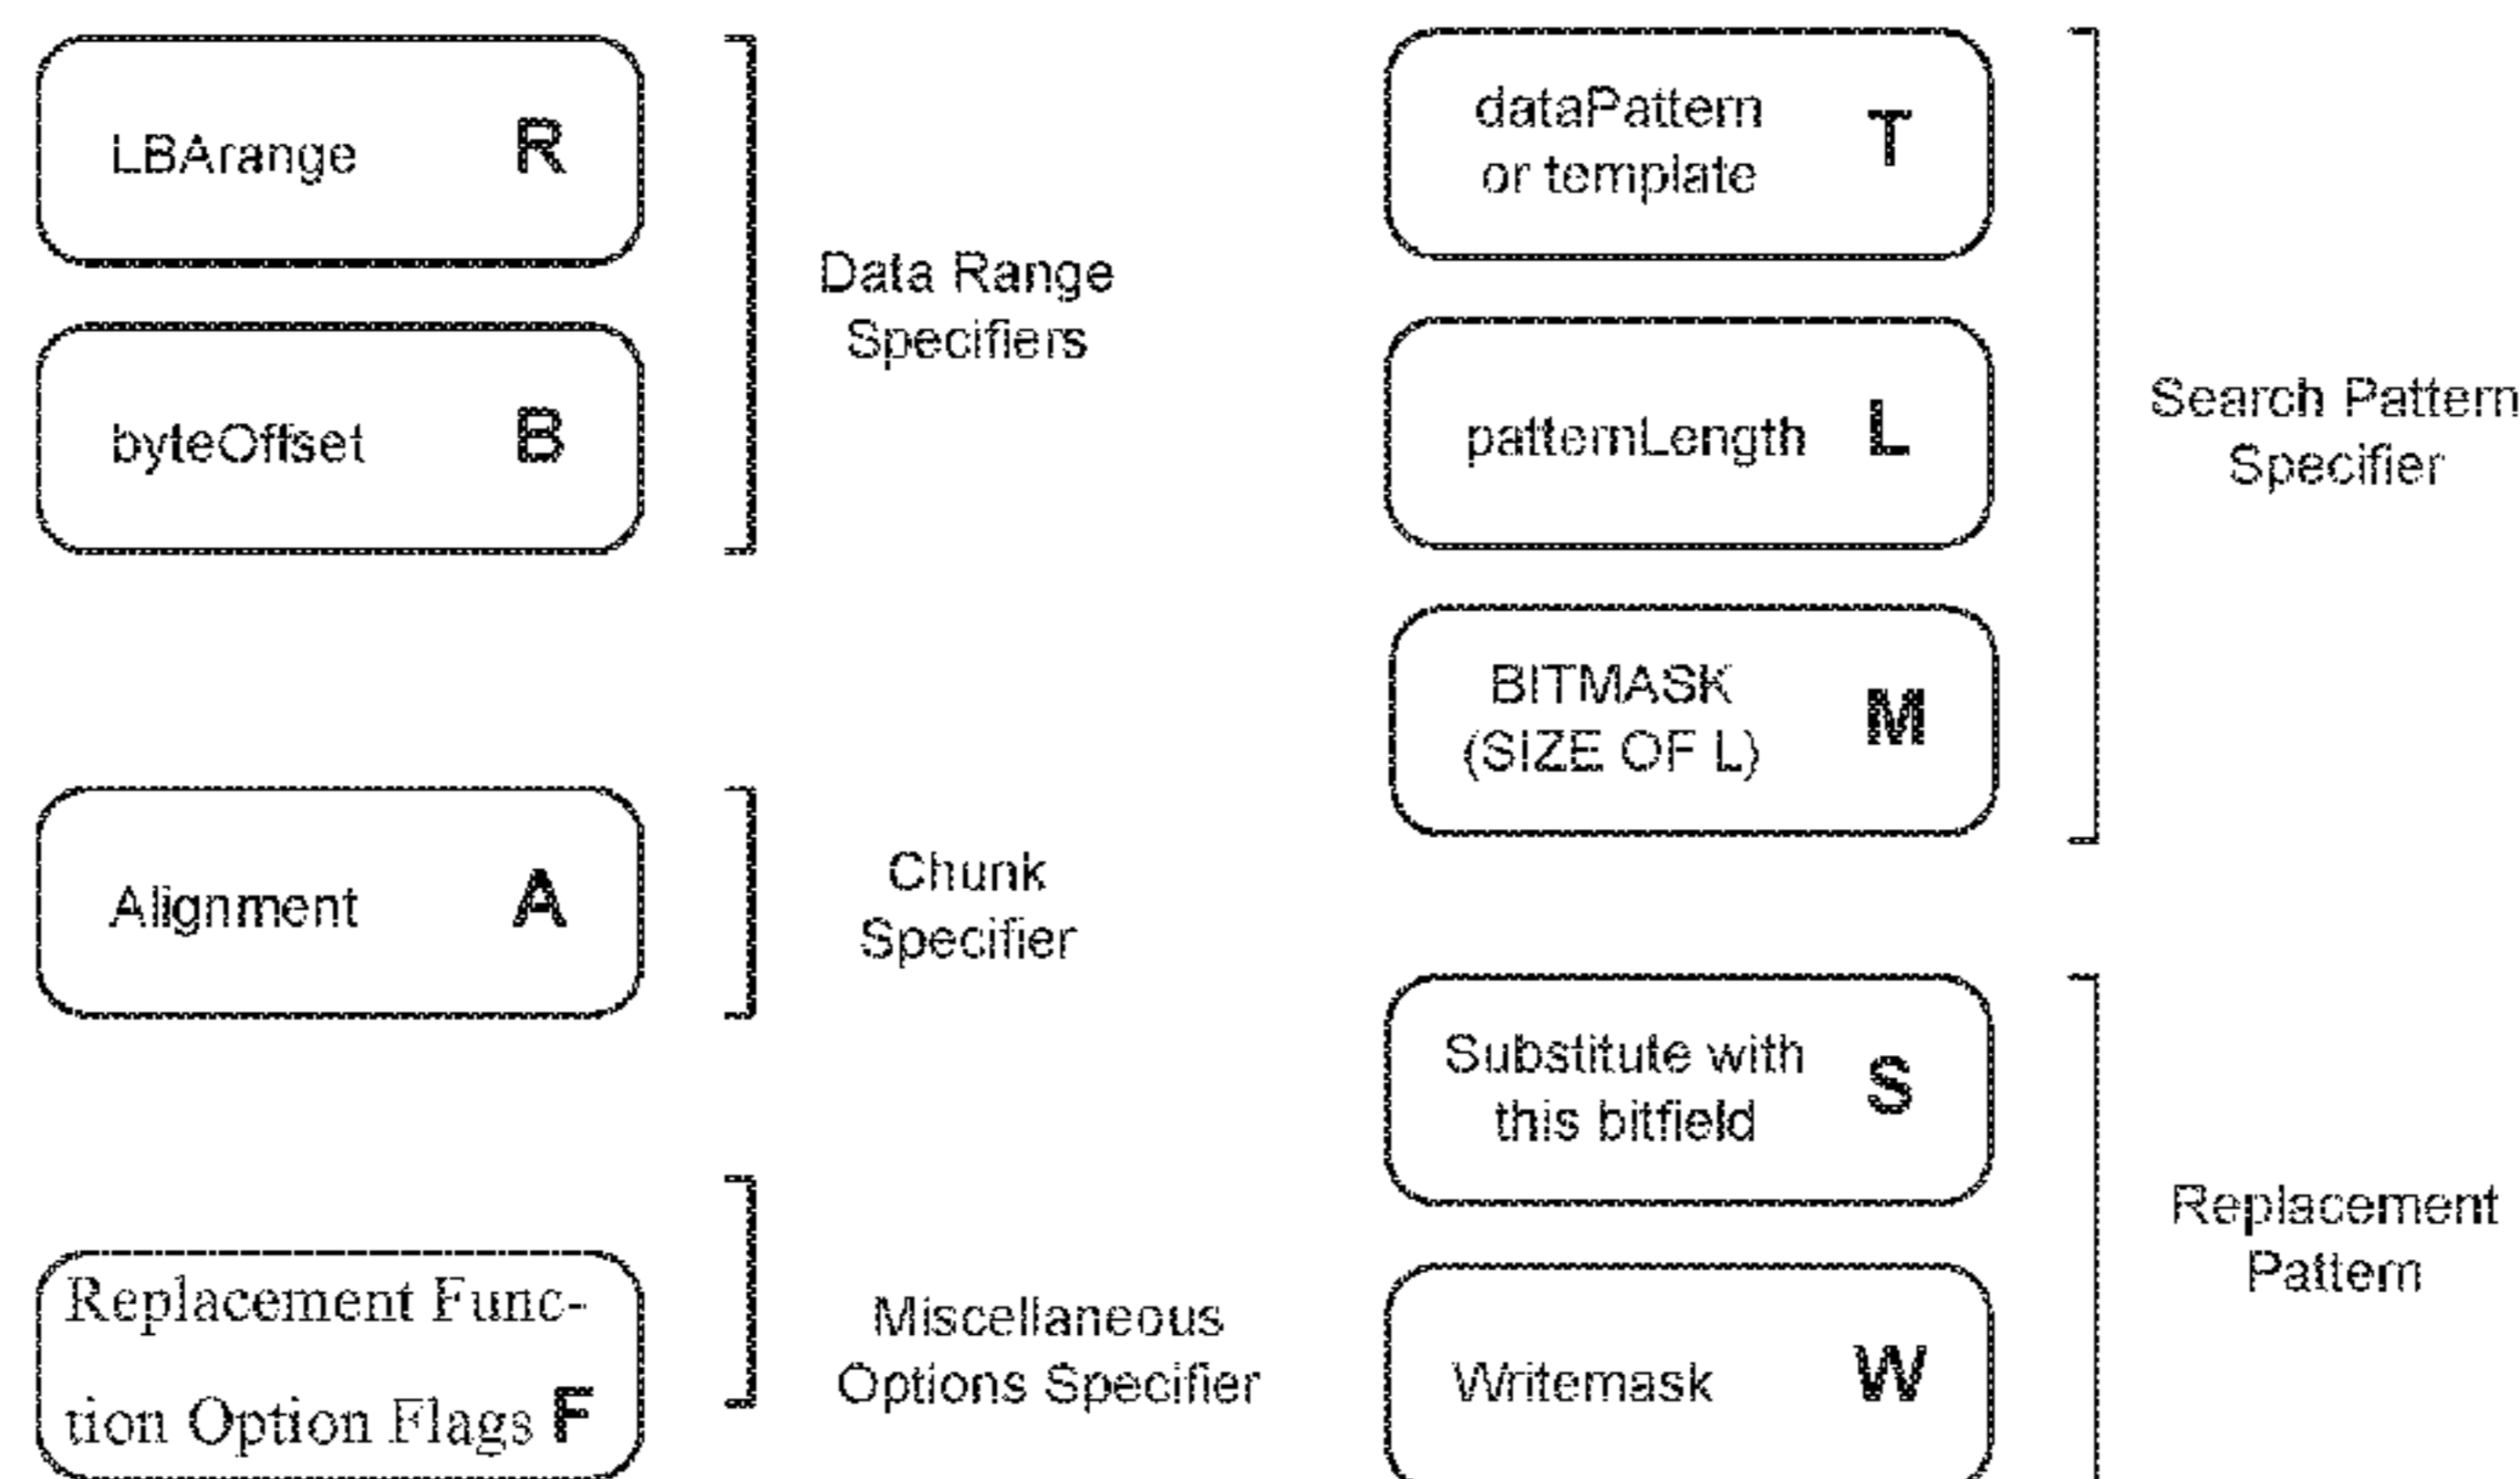 LBArange R
byteOffset B
Data Range
Specifiers
Alignment A
Chunk
Specifier
Replacement Func-
tion Option Flags F
Miscellaneous
Options Specifier
dataPattern
or template T
patternLength L
BITMASK
(SIZE OF L) M
Search Pattern
Specifier
Substitute with
this bitfield S
Writemask W
Replacement
Pattern